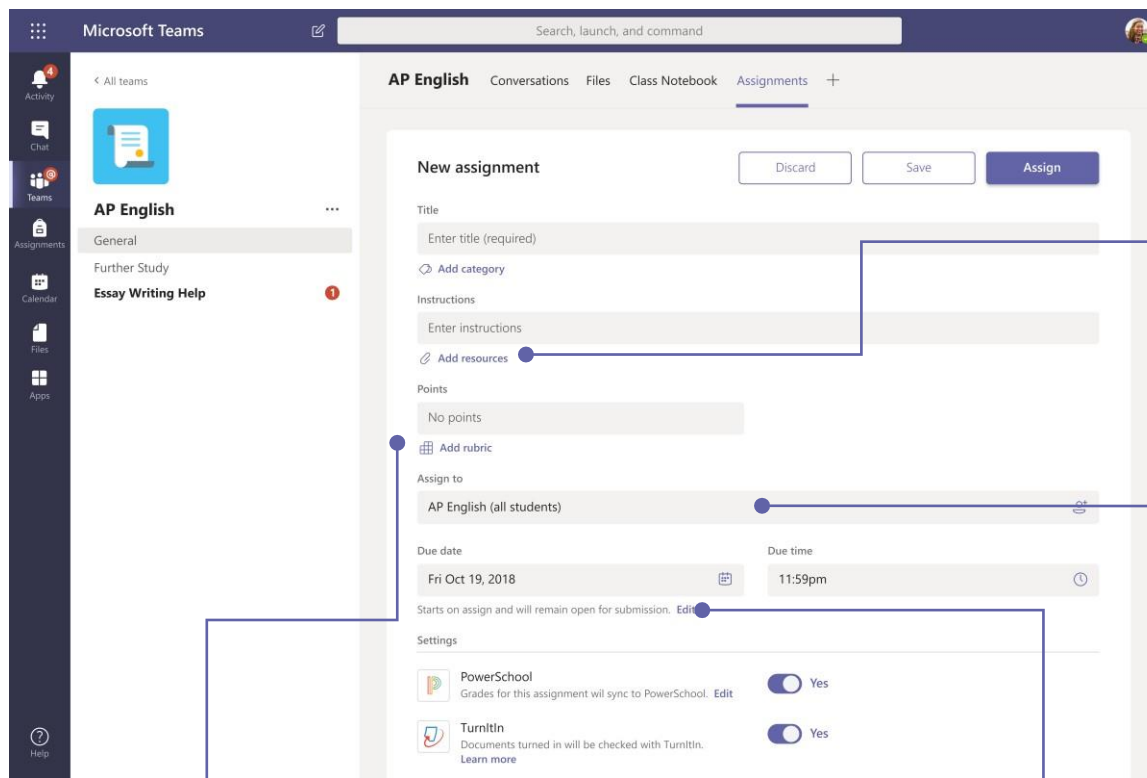 Microsoft Teams
Search, launch, and command
4
Activity
Chat
@
Teams
Assignments
Calendar
Files
Apps
Help
All teams
AP English
...
General
Further Study
Essay Writing Help
1
AP English Conversations Files Class Notebook Assignments +
New assignment
Discard Save Assign
Title
Enter title (required)
Add category
Instructions
Enter instructions
Add resources
Points
No points
Add rubric
Assign to
AP English (all students)
Due date Due time
Fri Oct 19, 2018 11:59pm
Starts on assign and will remain open for submission. Edit
Settings
PowerSchool Yes
Grades for this assignment wil sync to PowerSchool. Edit
TurnItIn Yes
Documents turned in will be checked with TurnItIn.
Learn more